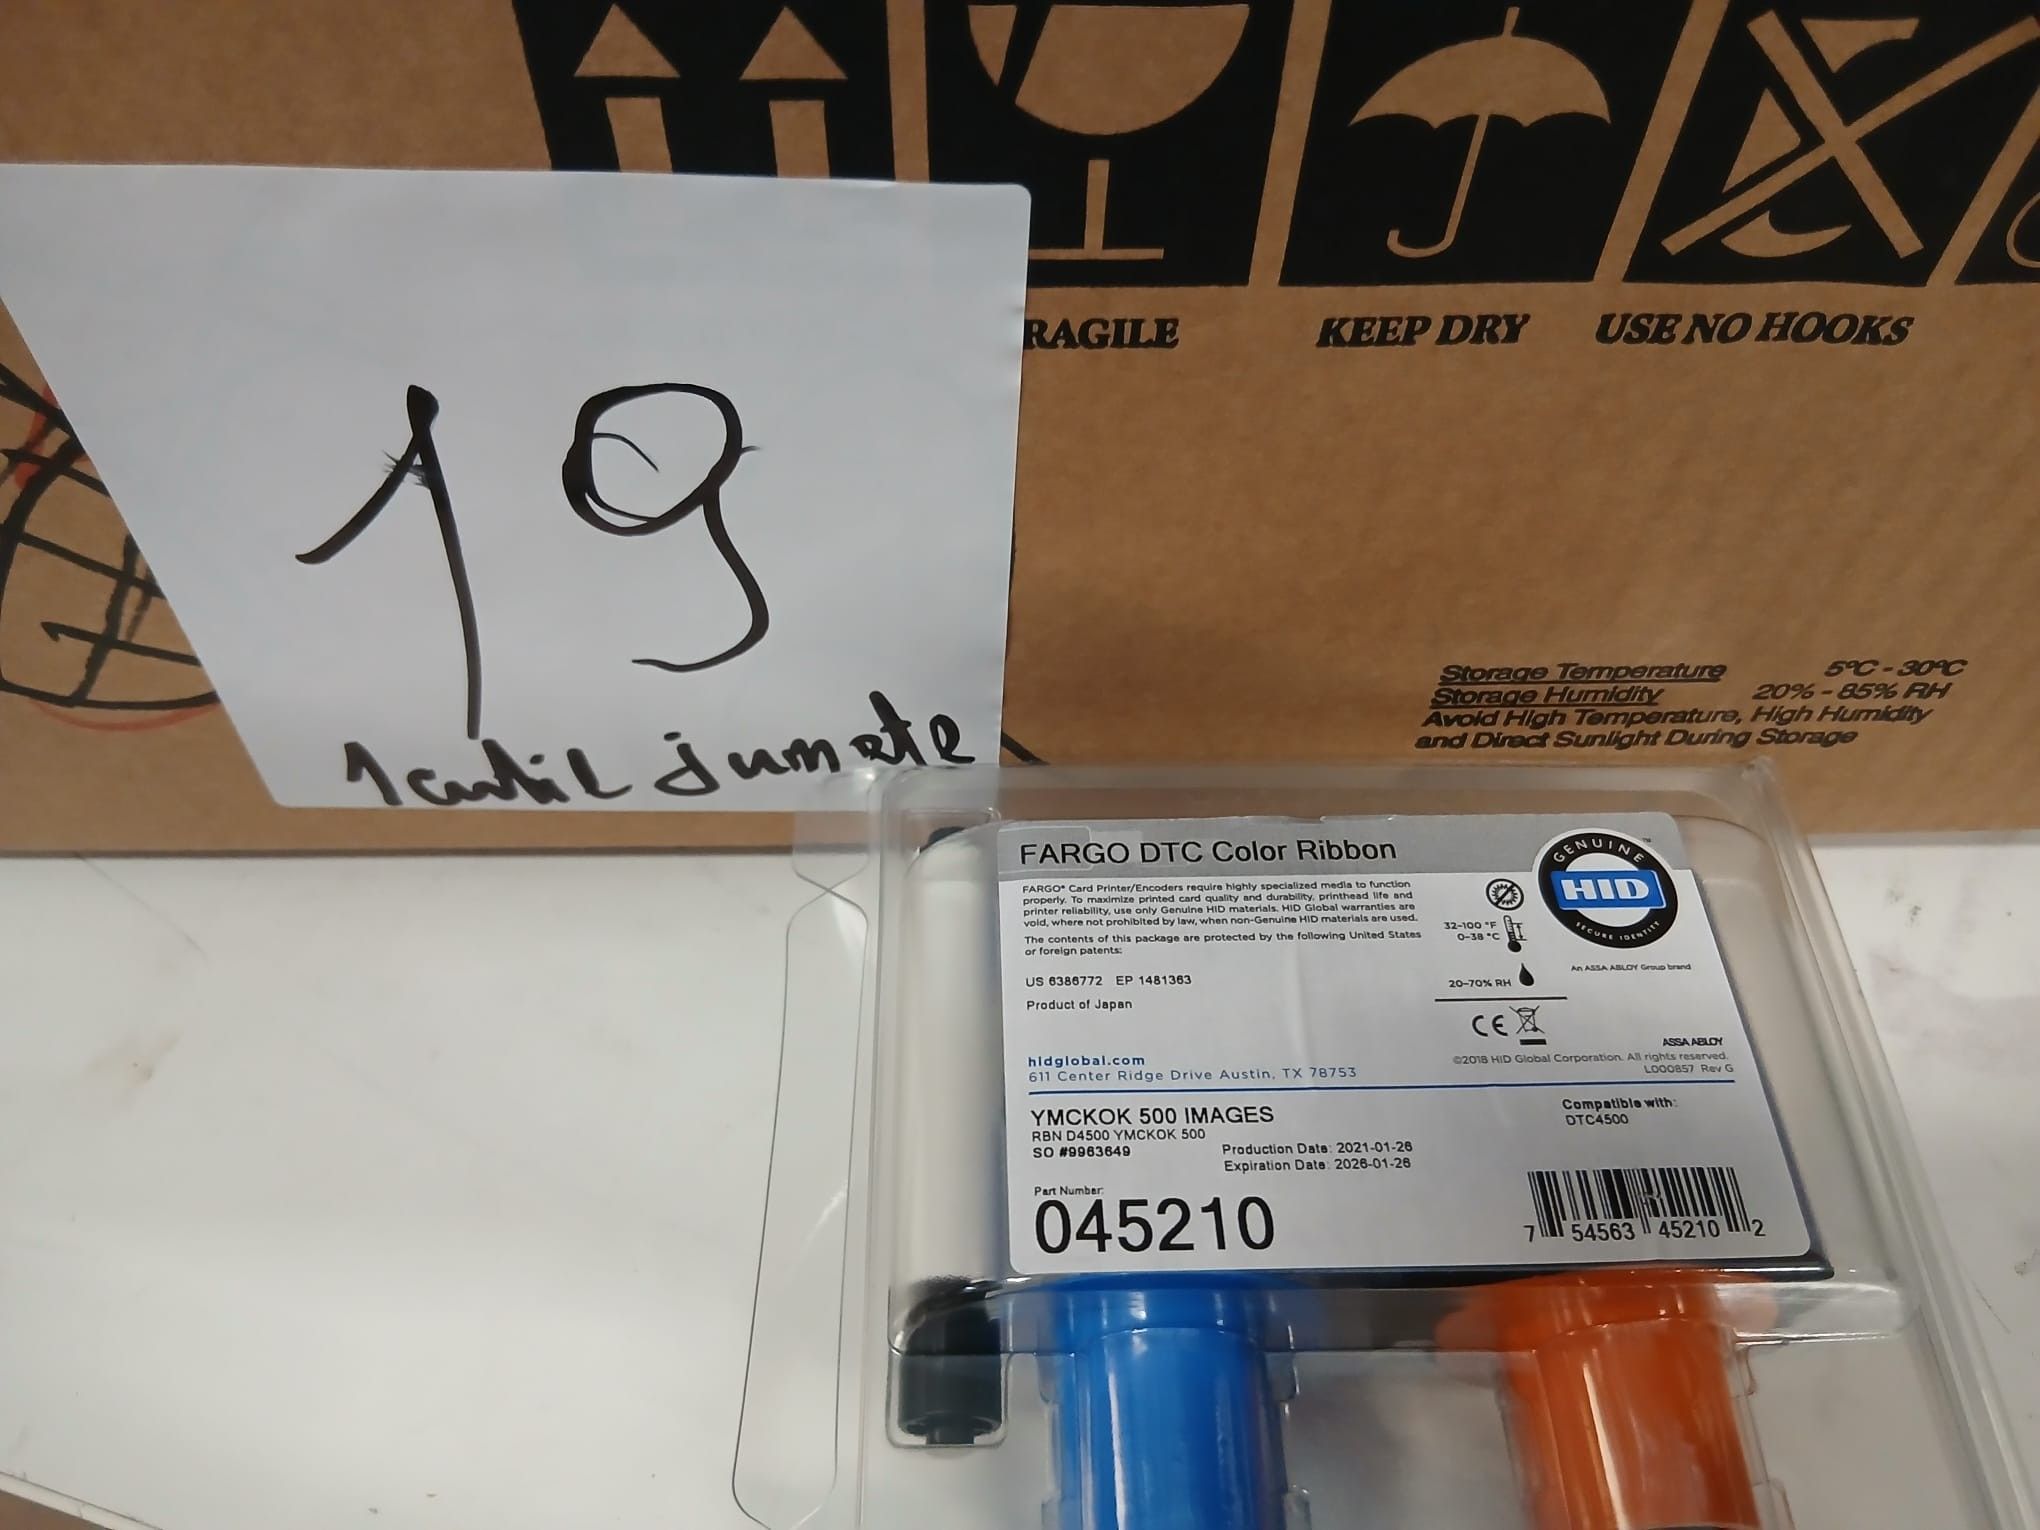 RAGILE
KEEP DRY
USE NO HOOKS
19
1 cutie jumate
Storage Temperature 5ºC - 30ºC
Storage Humidity 20% - 85% RH
Avoid High Temperature, High Humidity
and Direct Sunlight During Storage
FARGO DTC Color Ribbon
FARGO® Card Printer/Encoders require highly specialized media to function
properly. To maximize printed card quality and durability, printhead life and
printer reliability, use only Genuine HID materials. HID Global warranties are
void, where not prohibited by law, when non-Genuine HID materials are used.
The contents of this package are protected by the following United States
or foreign patents:
US 6386772 EP 1481363
Product of Japan
hidglobal.com
611 Center Ridge Drive Austin, TX 78753
GENUINE
HID
SECURE IDENTITY
™
An ASSA ABLOY Group brand
32-100 °F
0-38 °C
20-70% RH
CE
ASSA ABLOY
©2018 HID Global Corporation. All rights reserved.
L000857 Rev G
YMCKOK 500 IMAGES
RBN D4500 YMCKOK 500
SO #9963649
Production Date: 2021-01-26
Expiration Date: 2026-01-26
Compatible with:
DTC4500
Part Number:
045210
7 54563 45210 2